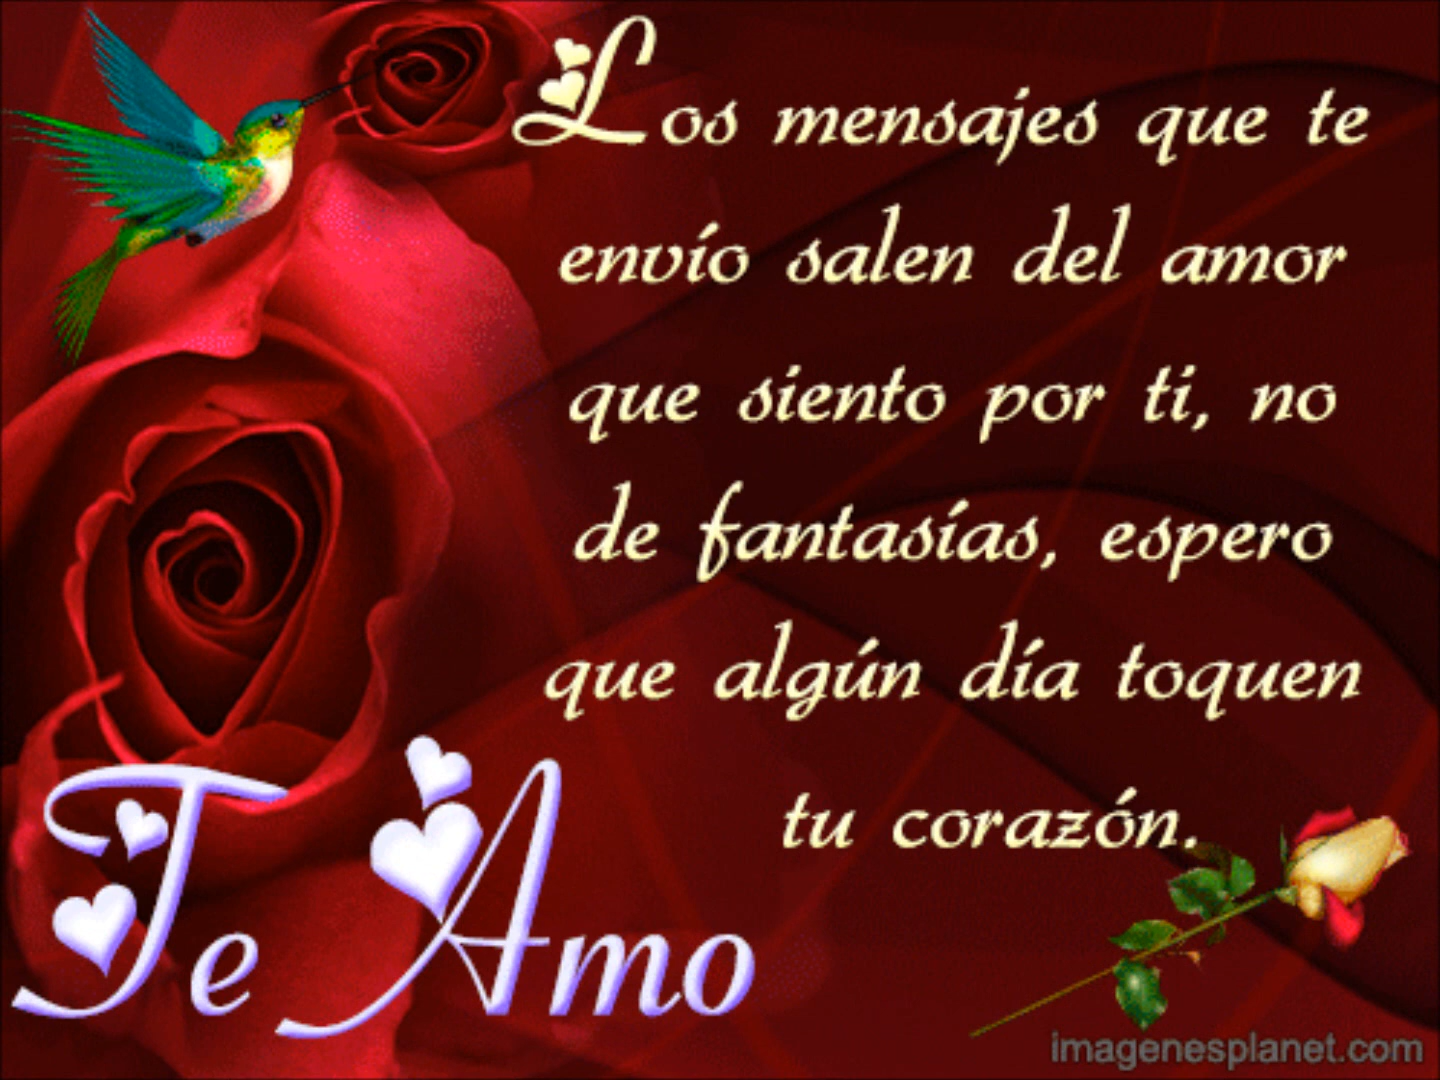 Los mensajes que te
envío salen del amor
que siento por ti, no
de fantasías, espero
que algún día toquen
tu corazón.
Te Amo
imagenesplanet.com